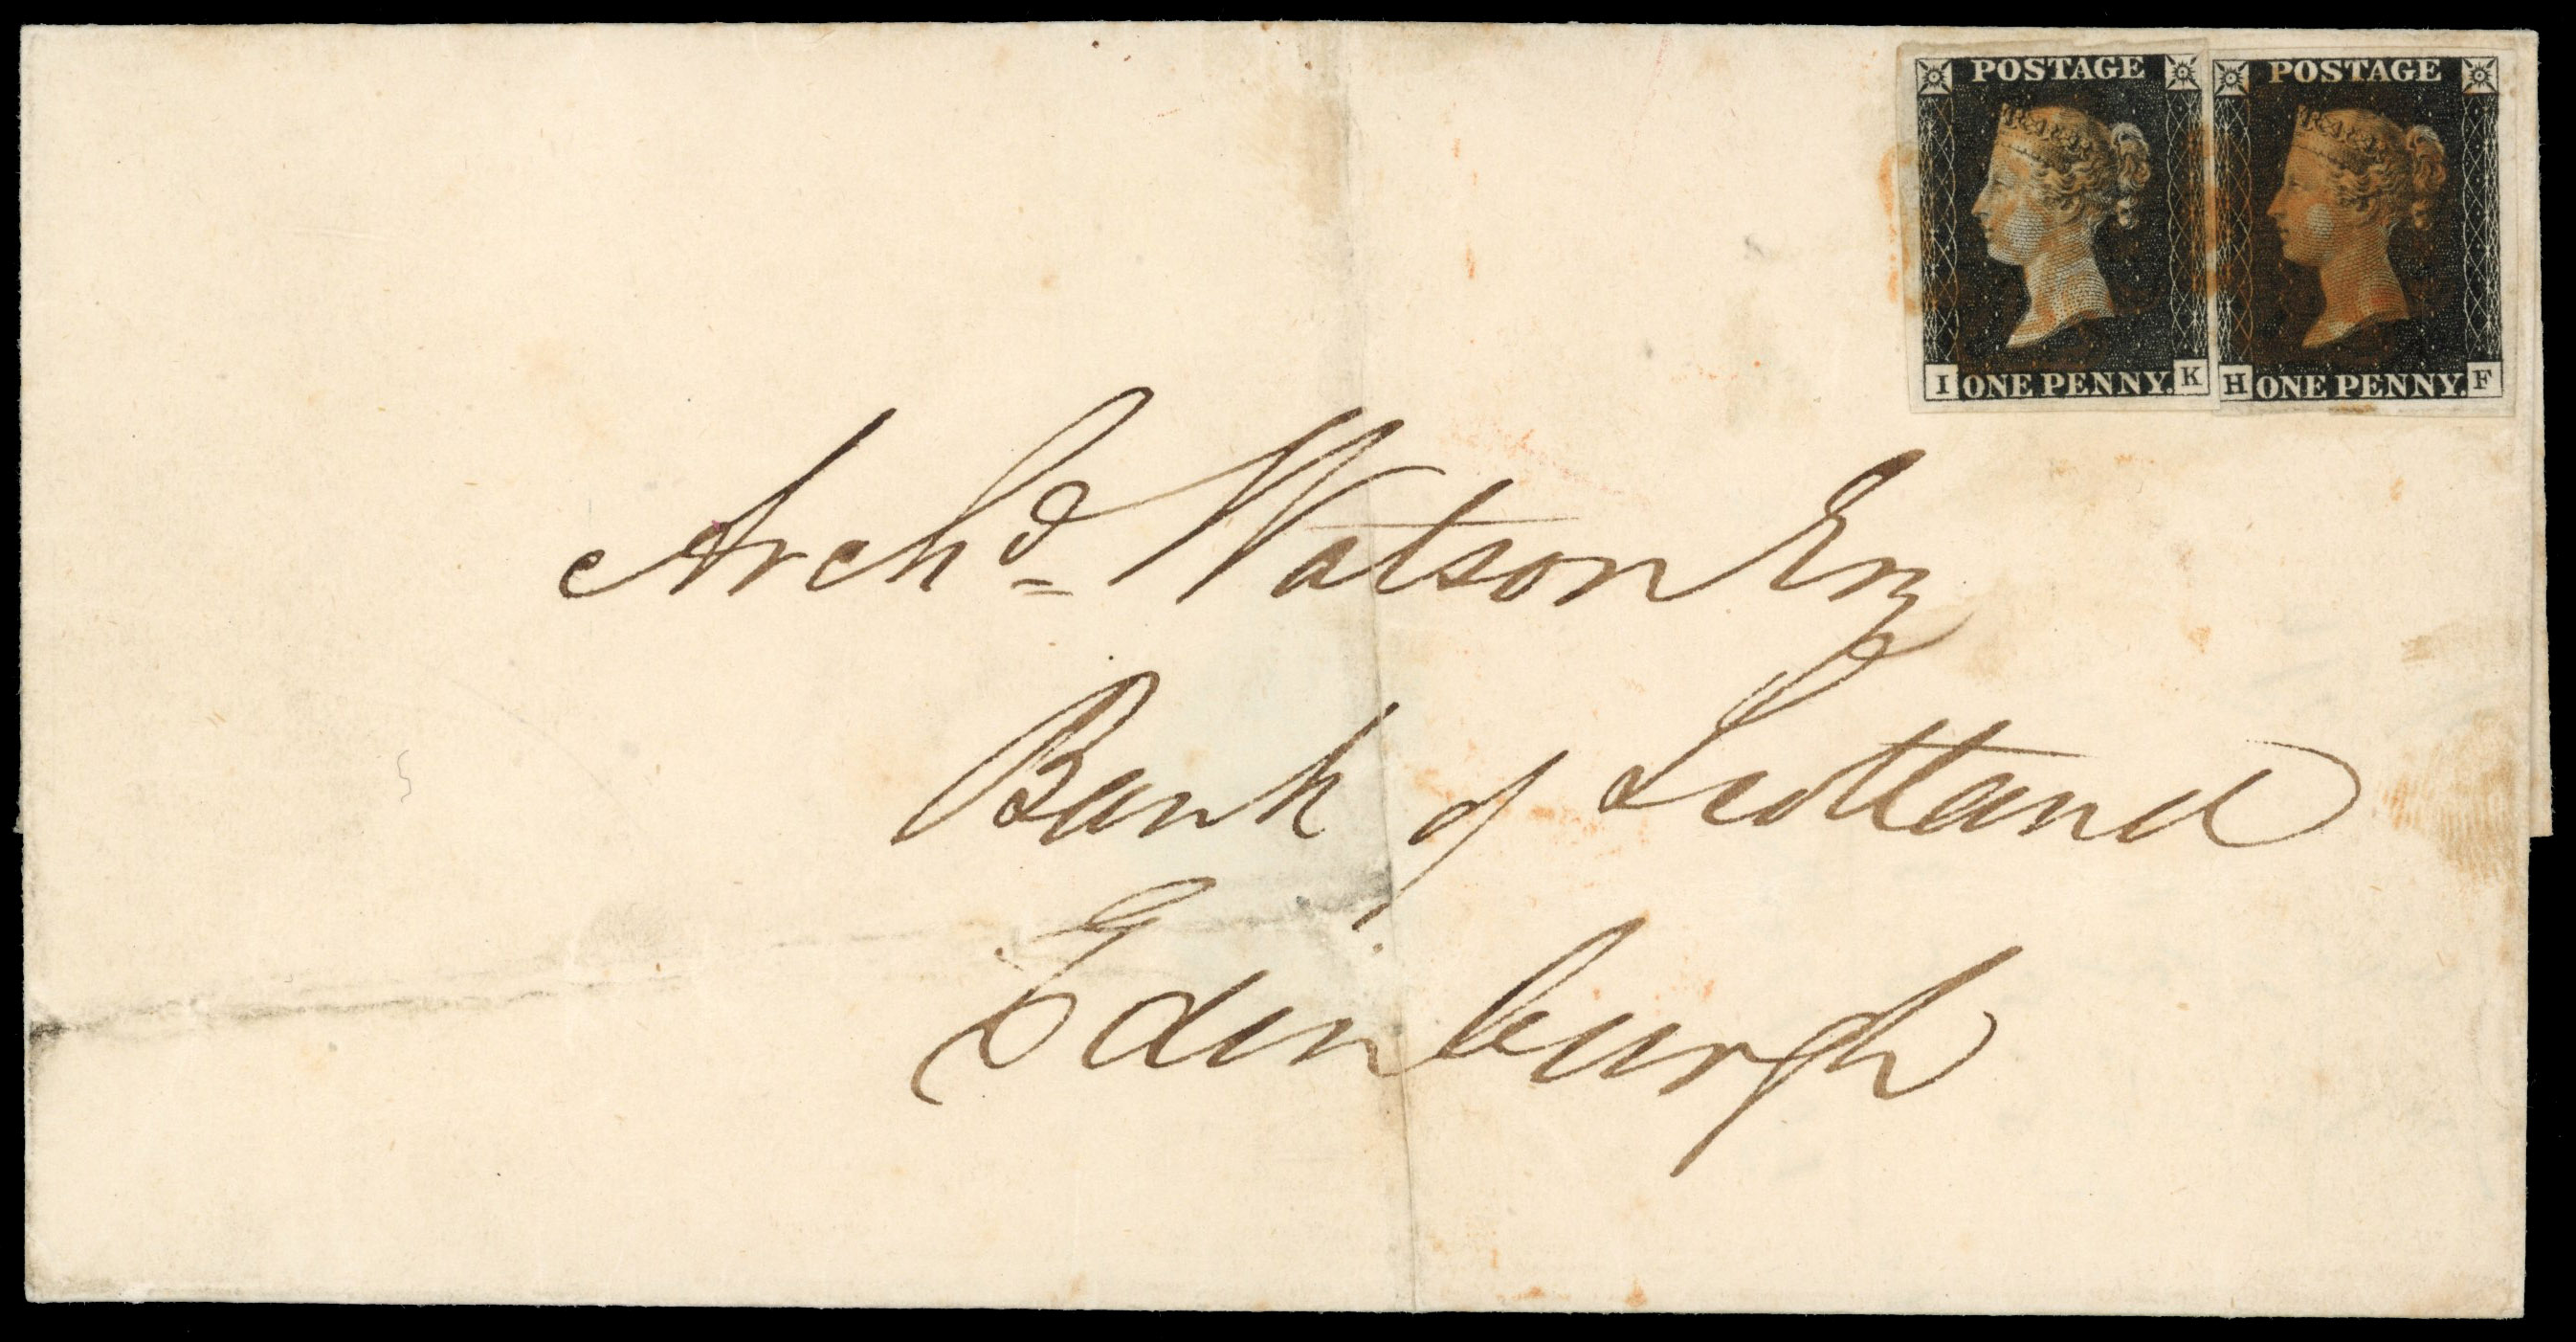 POSTAGE POSTAGE
I ONE PENNY. K H ONE PENNY. F
Archd Watson Esq
Bank of Scotland
Edinburgh